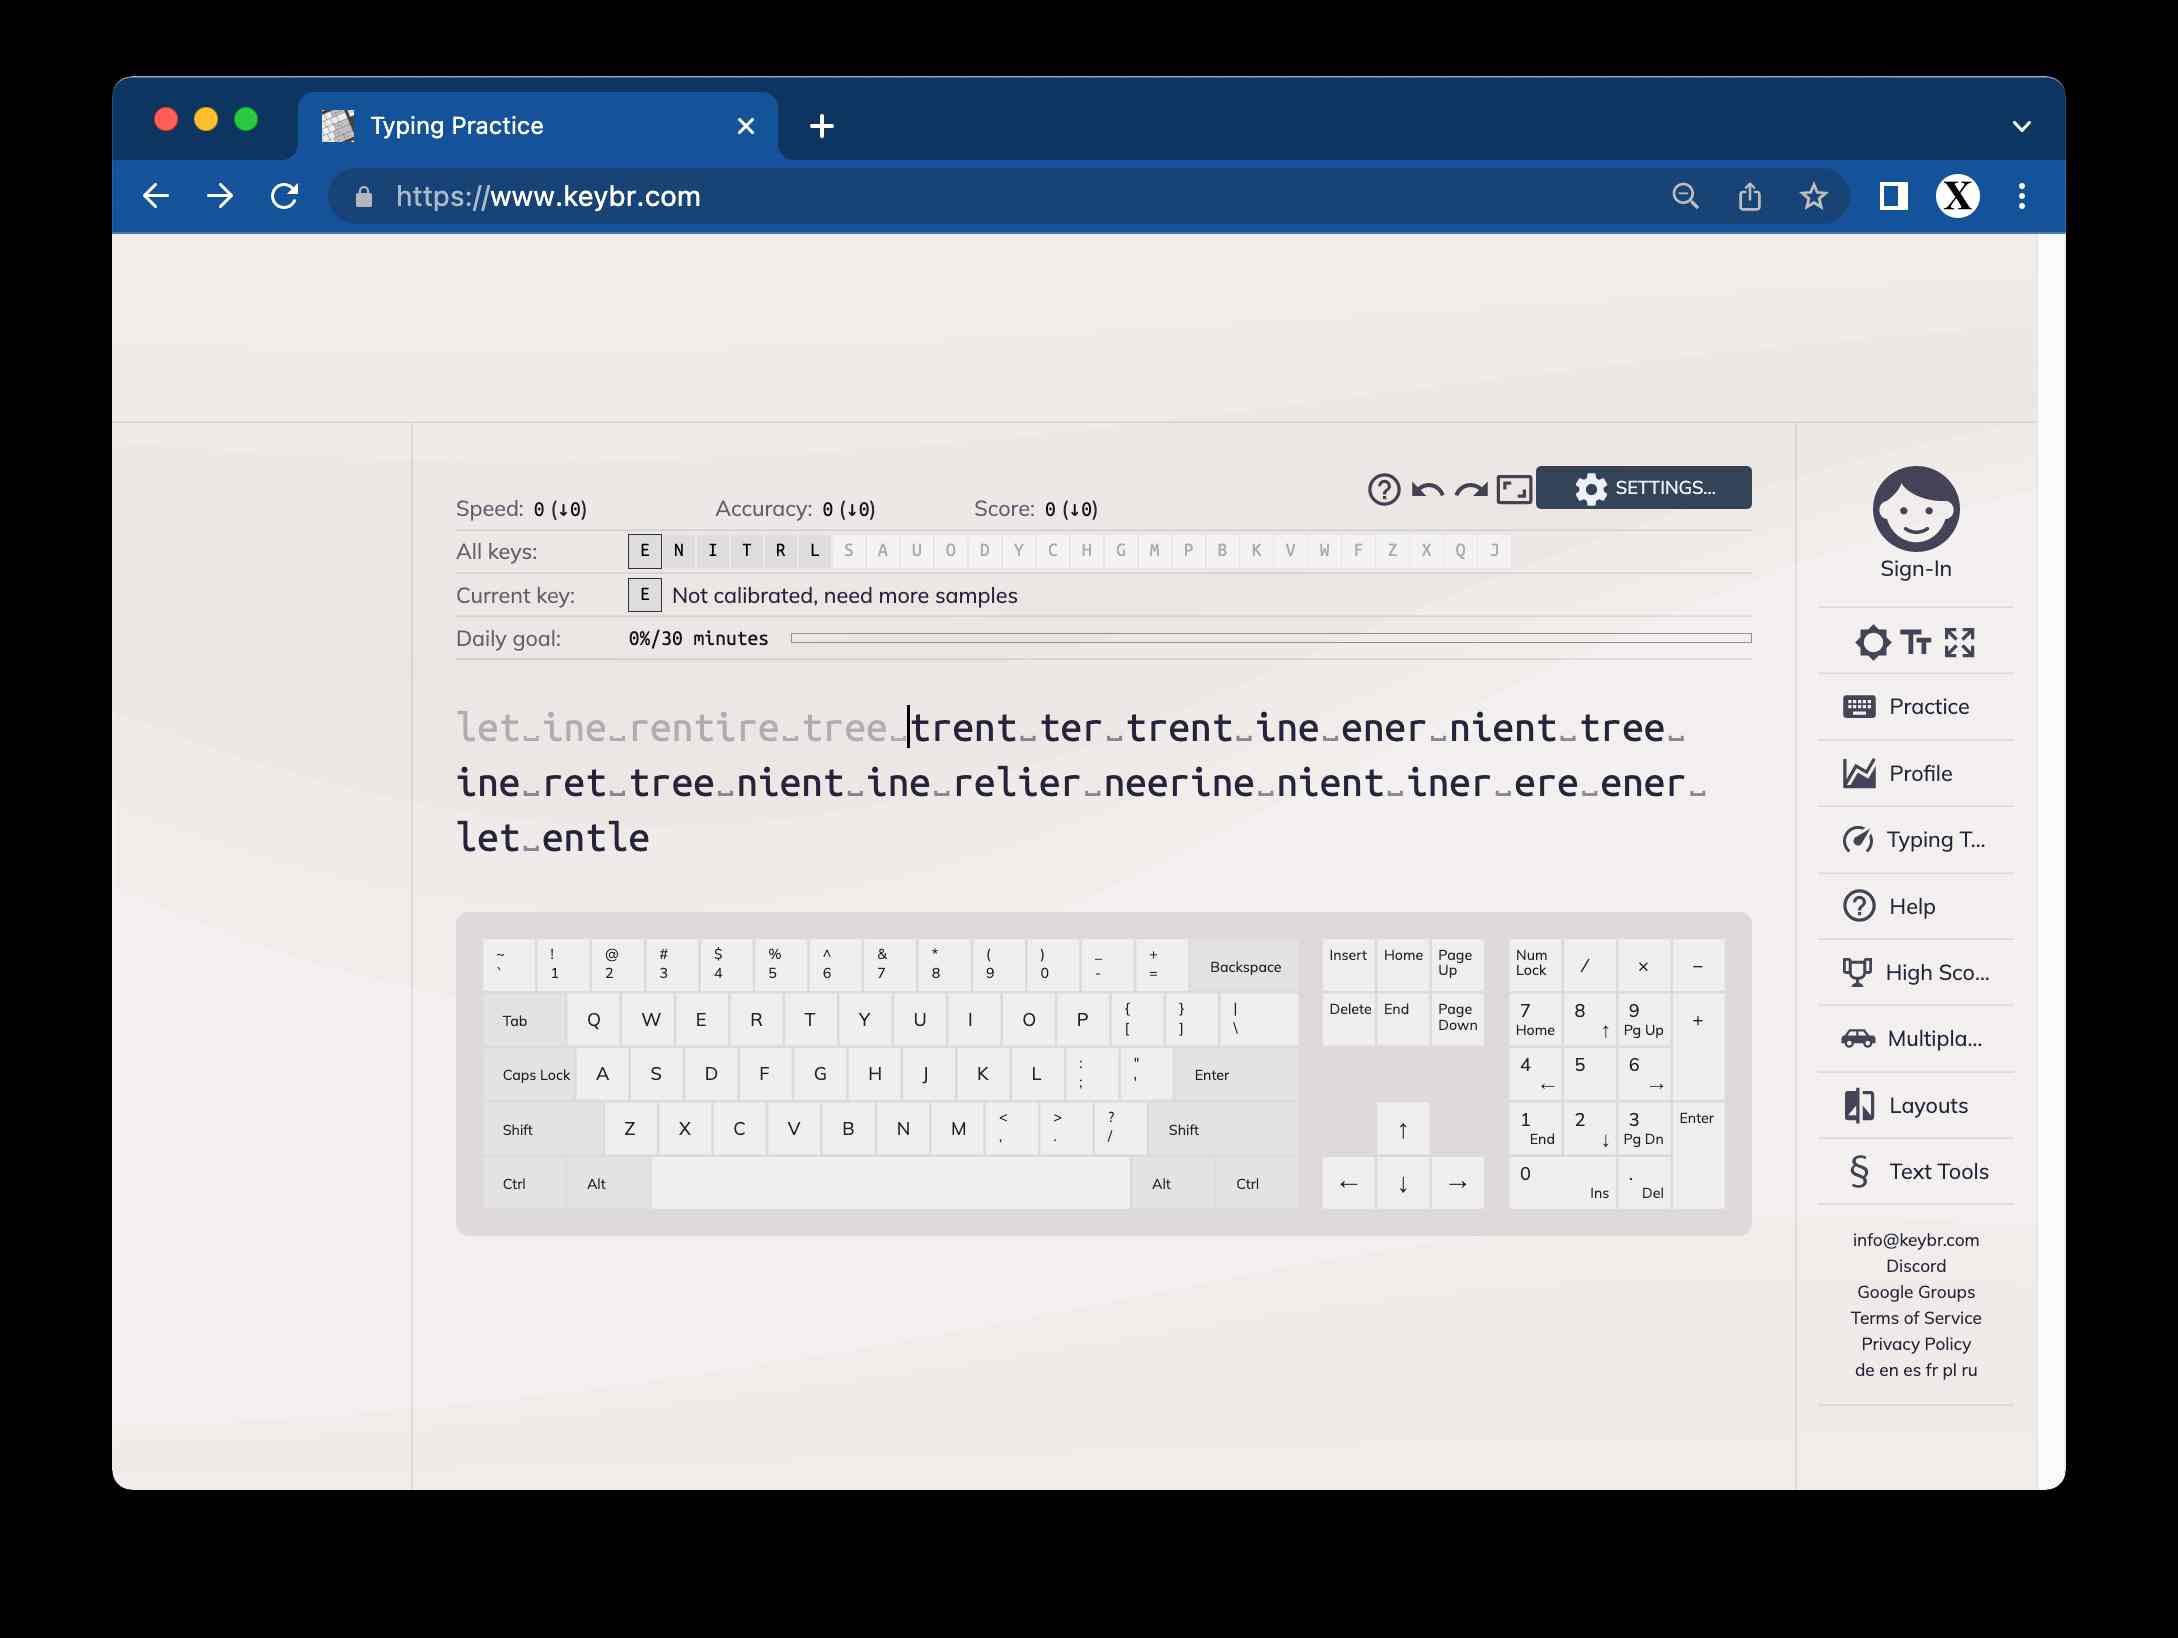 Typing Practice
https://www.keybr.com
X
SETTINGS...
Speed: 0 (↓0) Accuracy: 0 (↓0) Score: 0 (↓0)
All keys: E N I T R L S A U O D Y C H G M P B K V W F Z X Q J
Current key: E Not calibrated, need more samples
Daily goal: 0%/30 minutes
let␣ine␣rentire␣tree␣trent␣ter␣trent␣ine␣ener␣nient␣tree␣
ine␣ret␣tree␣nient␣ine␣relier␣neerine␣nient␣iner␣ere␣ener␣
let␣entle
~ ! @ # $ % ^ & * ( ) _ +
` 1 2 3 4 5 6 7 8 9 0 - = Backspace
Tab Q W E R T Y U I O P { [ } ] | \
Caps Lock A S D F G H J K L : ; " ' Enter
Shift Z X C V B N M < , > . ? / Shift
Ctrl Alt Alt Ctrl
Insert Home Page Up
Delete End Page Down
↑
← ↓ →
Num Lock / × −
7 Home 8 ↑ 9 Pg Up +
4 ← 5 6 →
1 End 2 ↓ 3 Pg Dn Enter
0 Ins . Del
Sign-In
Tт
Practice
Profile
Typing T...
? Help
High Sco...
Multipla...
Layouts
§ Text Tools
info@keybr.com
Discord
Google Groups
Terms of Service
Privacy Policy
de en es fr pl ru